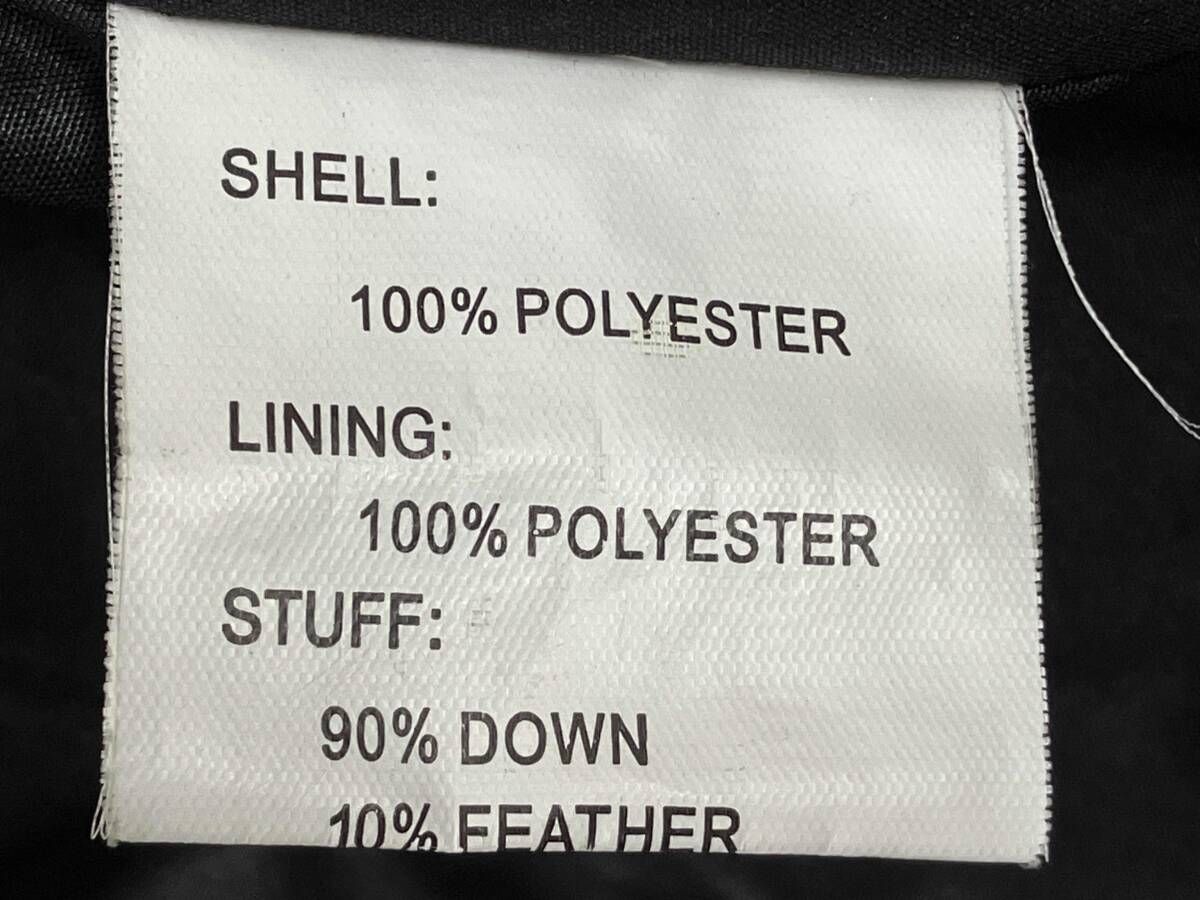 SHELL:
100% POLYESTER
LINING:
100% POLYESTER
STUFF:
90% DOWN
10% FEATHER